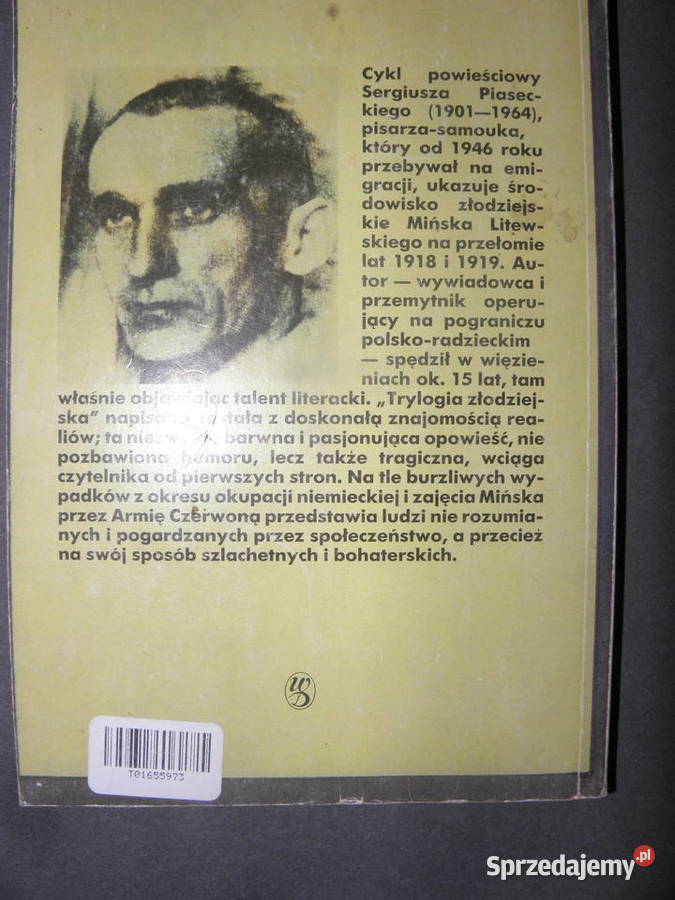 Cykl powieściowy
Sergiusza Piasec-
kiego (1901—1964),
pisarza-samouka,
który od 1946 roku
przebywał na emi-
gracji, ukazuje śro-
dowisko złodziejs-
kie Mińska Litew-
skiego na przełomie
lat 1918 i 1919. Au-
tor — wywiadowca i
przemytnik operu-
jący na pograniczu
polsko-radzieckim
— spędził w więzie-
niach ok. 15 lat, tam
właśnie objawiając talent literacki. „Trylogia złodziej-
ska” napisana została z doskonałą znajomością rea-
liów; ta niezwykle barwna i pasjonująca opowieść, nie
pozbawiona humoru, lecz także tragiczna, wciąga
czytelnika od pierwszych stron. Na tle burzliwych wy-
padków z okresu okupacji niemieckiej i zajęcia Mińska
przez Armię Czerwoną przedstawia ludzi nie rozumia-
nych i pogardzanych przez społeczeństwo, a przecież
na swój sposób szlachetnych i bohaterskich.
WD
T01655973
Sprzedajemy.pl